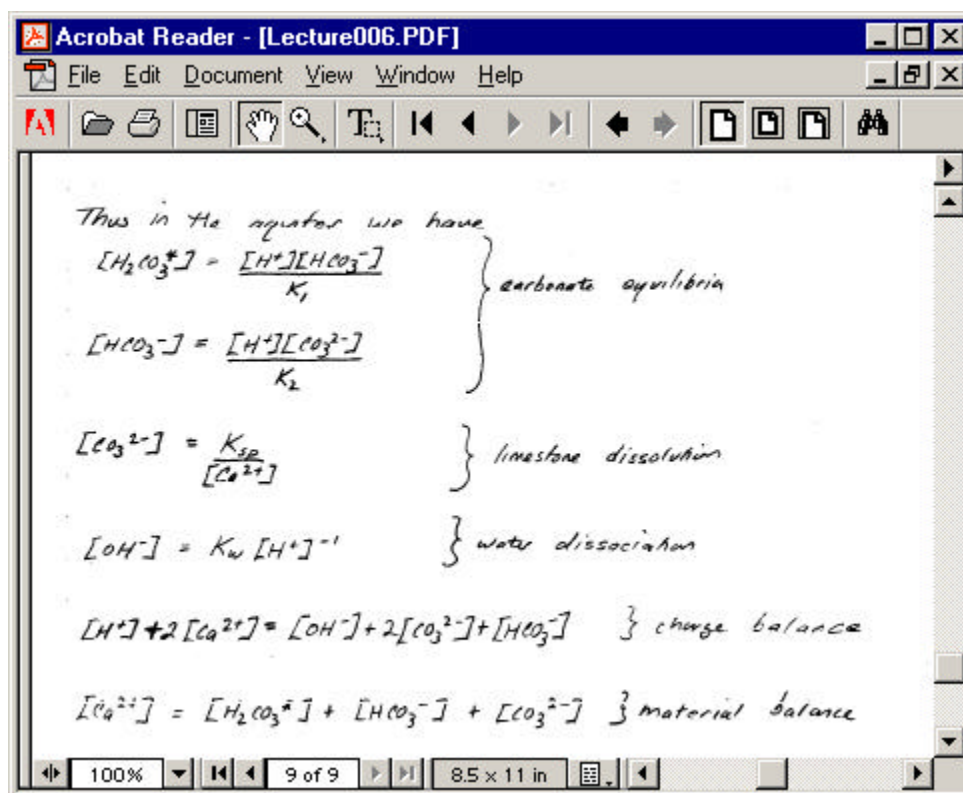 Acrobat Reader - [Lecture006.PDF]
File Edit Document View Window Help
Thus in the aquifer we have
[H₂CO₃*] = [H⁺][HCO₃⁻] / K₁
[HCO₃⁻] = [H⁺][CO₃²⁻] / K₂
} carbonate equilibria
[CO₃²⁻] = Ksp / [Ca²⁺] } limestone dissolution
[OH⁻] = Kw [H⁺]⁻¹ } water dissociation
[H⁺] + 2[Ca²⁺] = [OH⁻] + 2[CO₃²⁻] + [HCO₃⁻] } charge balance
[Ca²⁺] = [H₂CO₃*] + [HCO₃⁻] + [CO₃²⁻] } material balance
100% 9 of 9 8.5 x 11 in